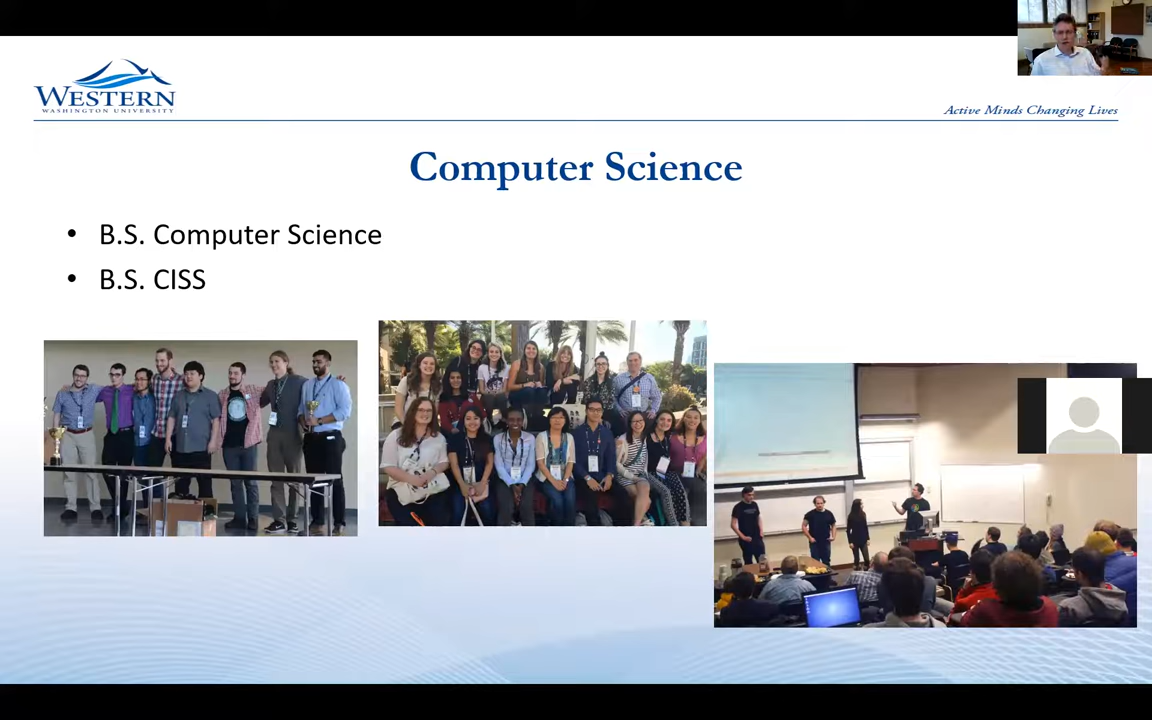 WESTERN
WASHINGTON UNIVERSITY
Active Minds Changing Lives
Computer Science
• B.S. Computer Science
• B.S. CISS